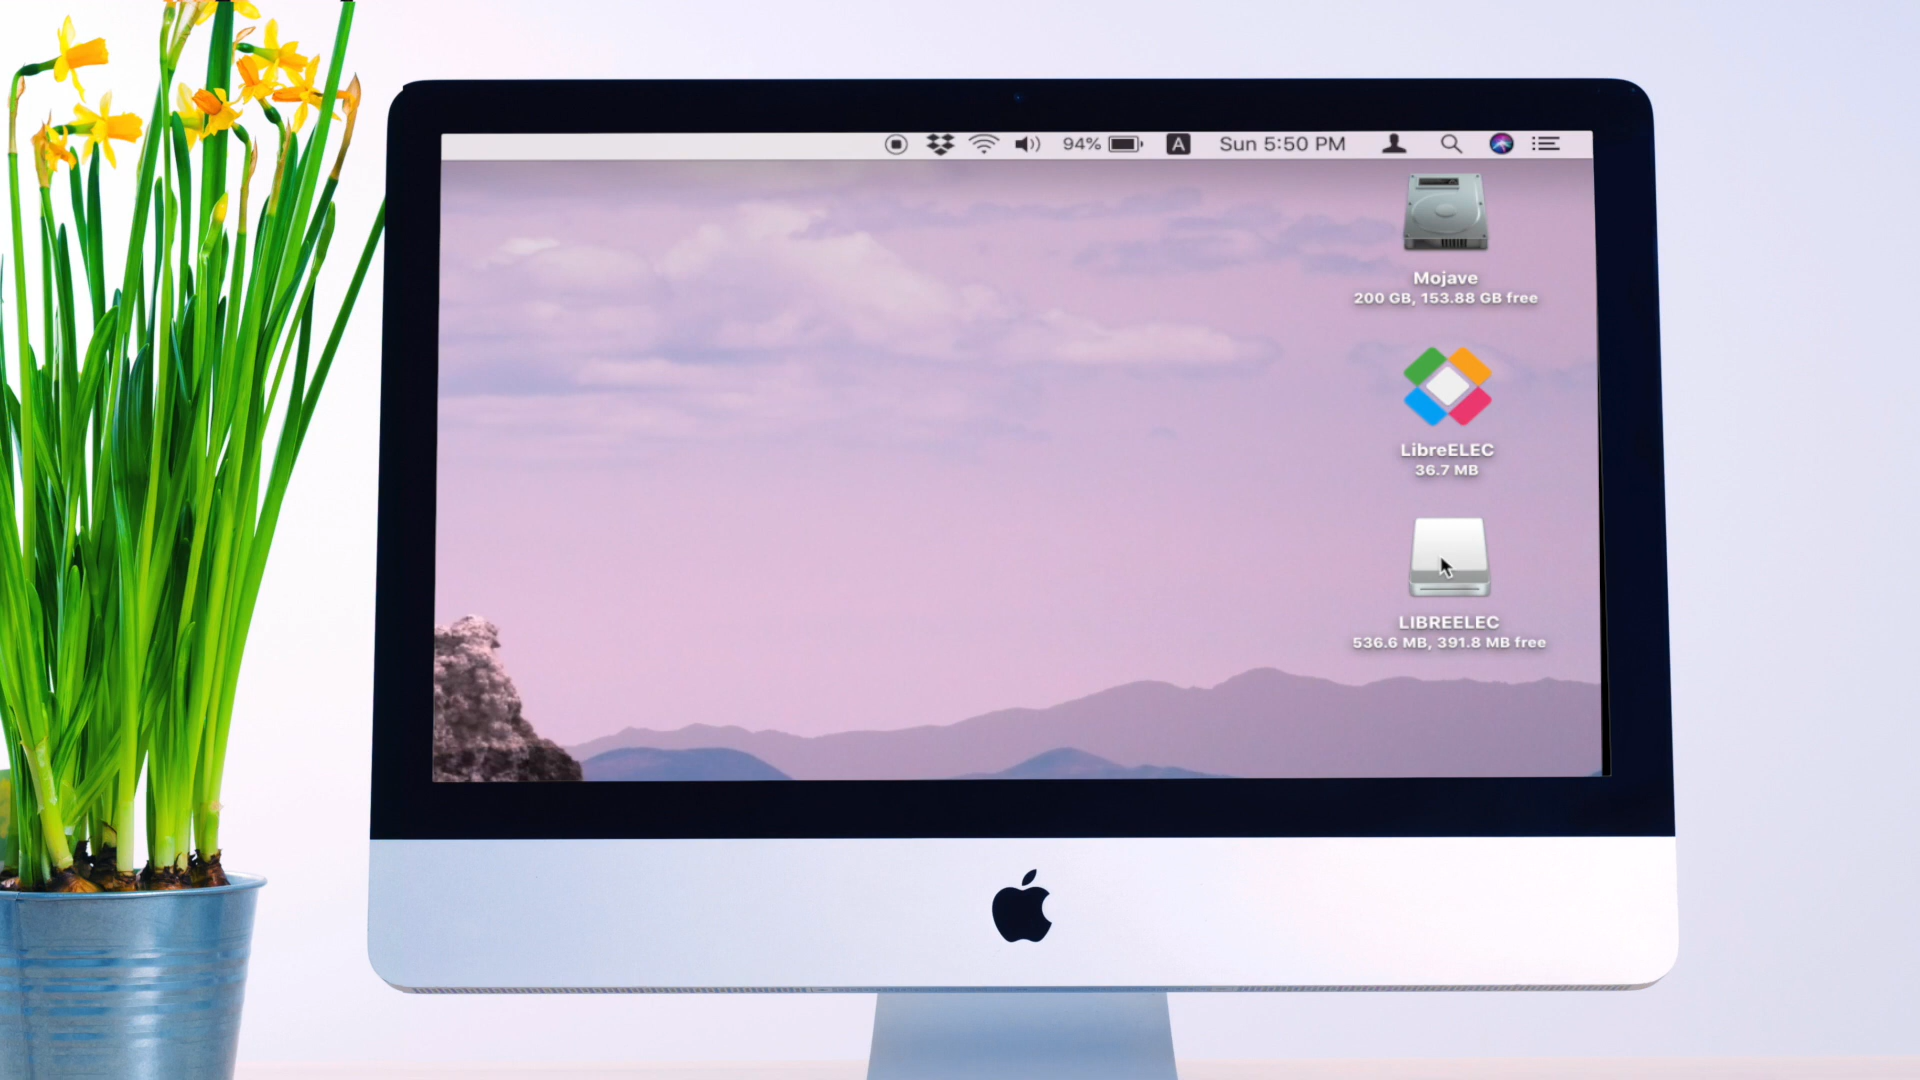 94% A Sun 5:50 PM
Mojave
200 GB, 153.88 GB free
LibreELEC
36.7 MB
LIBREELEC
536.6 MB, 391.8 MB free